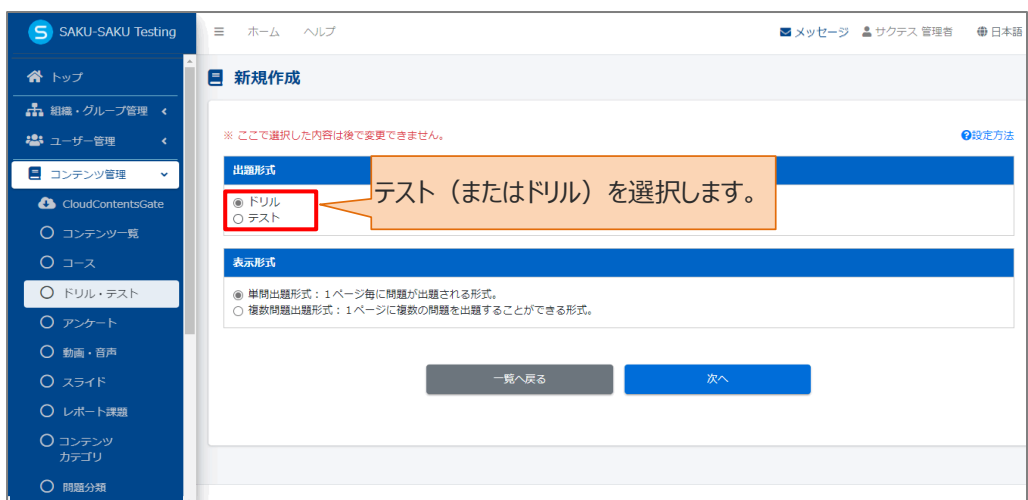 SAKU-SAKU Testing
ホーム ヘルプ
メッセージ サクテス 管理者 日本語
トップ
組織・グループ管理
ユーザー管理
コンテンツ管理
CloudContentsGate
コンテンツ一覧
コース
ドリル・テスト
アンケート
動画・音声
スライド
レポート課題
コンテンツ
カテゴリ
問題分類
新規作成
※ ここで選択した内容は後で変更できません。
設定方法
出題形式
ドリル
テスト
テスト（またはドリル）を選択します。
表示形式
単問出題形式：１ページ毎に問題が出題される形式。
複数問題出題形式：１ページに複数の問題を出題することができる形式。
一覧へ戻る 次へ